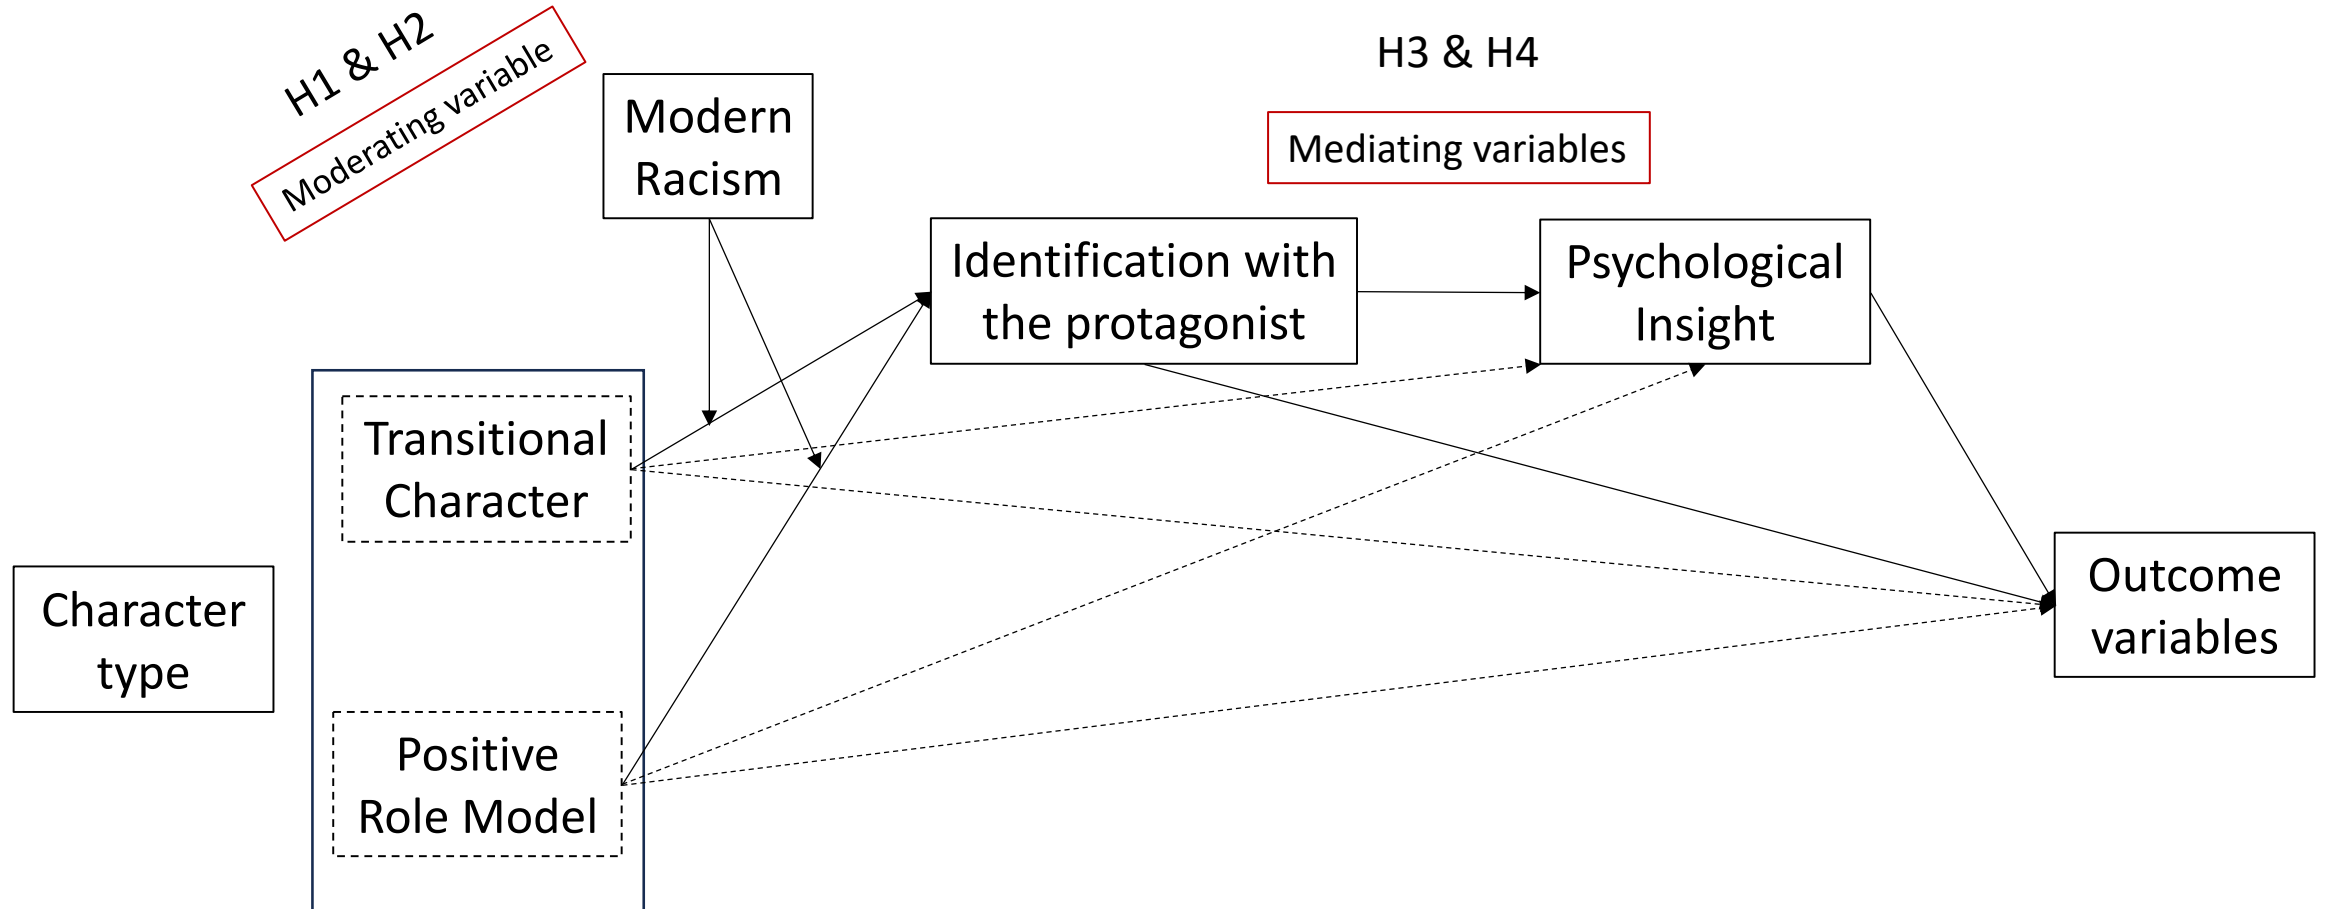 H1 & H2
Moderating variable
Modern
Racism
H3 & H4
Mediating variables
Identification with
the protagonist
Psychological
Insight
Transitional
Character
Character
type
Positive
Role Model
Outcome
variables